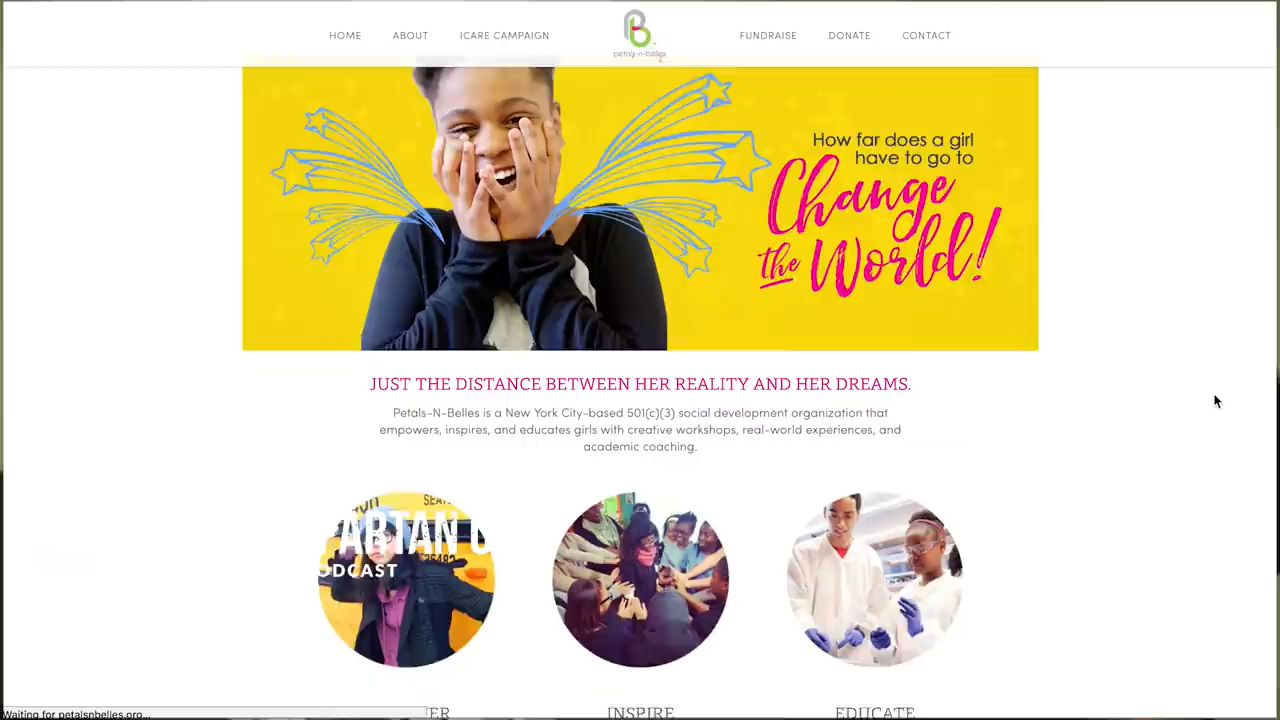 HOME ABOUT ICARE CAMPAIGN petals-n-belles FUNDRAISE DONATE CONTACT
How far does a girl
have to go to
Change
the World!
JUST THE DISTANCE BETWEEN HER REALITY AND HER DREAMS.
Petals-N-Belles is a New York City-based 501(c)(3) social development organization that
empowers, inspires, and educates girls with creative workshops, real-world experiences, and
academic coaching.
ARTAN U
ODCAST
ER INSPIRE EDUCATE
Waiting for petalsnbelles.org...